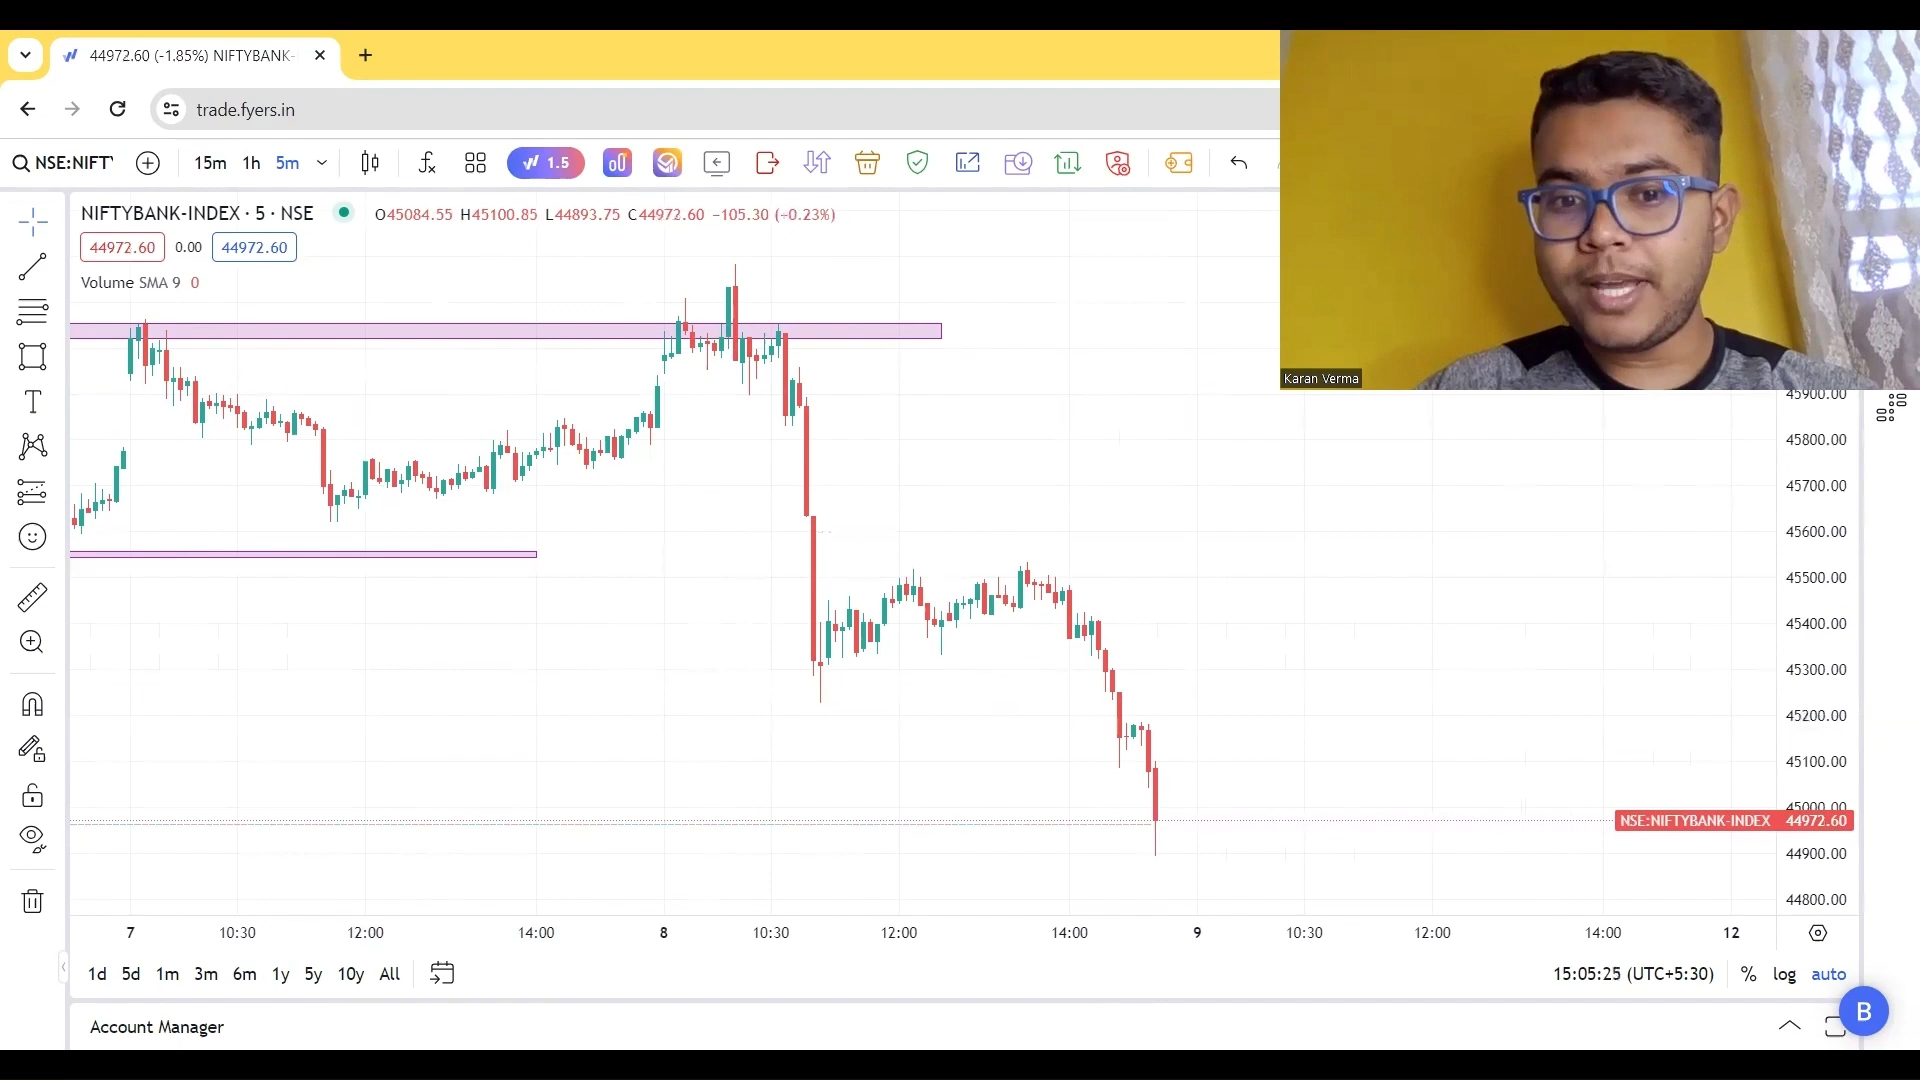 44972.60 (-1.85%) NIFTYBANK-
trade.fyers.in
NSE:NIFTY
15m 1h 5m
1.5
NIFTYBANK-INDEX · 5 · NSE
O45084.55 H45100.85 L44893.75 C44972.60 −105.30 (−0.23%)
44972.60 0.00 44972.60
Volume SMA 9 0
Karan Verma
45900.00
45800.00
45700.00
45600.00
45500.00
45400.00
45300.00
45200.00
45100.00
45000.00
NSE:NIFTYBANK-INDEX 44972.60
44900.00
44800.00
7 10:30 12:00 14:00 8 10:30 12:00 14:00 9 10:30 12:00 14:00 12
1d 5d 1m 3m 6m 1y 5y 10y All
15:05:25 (UTC+5:30) % log auto
B
Account Manager